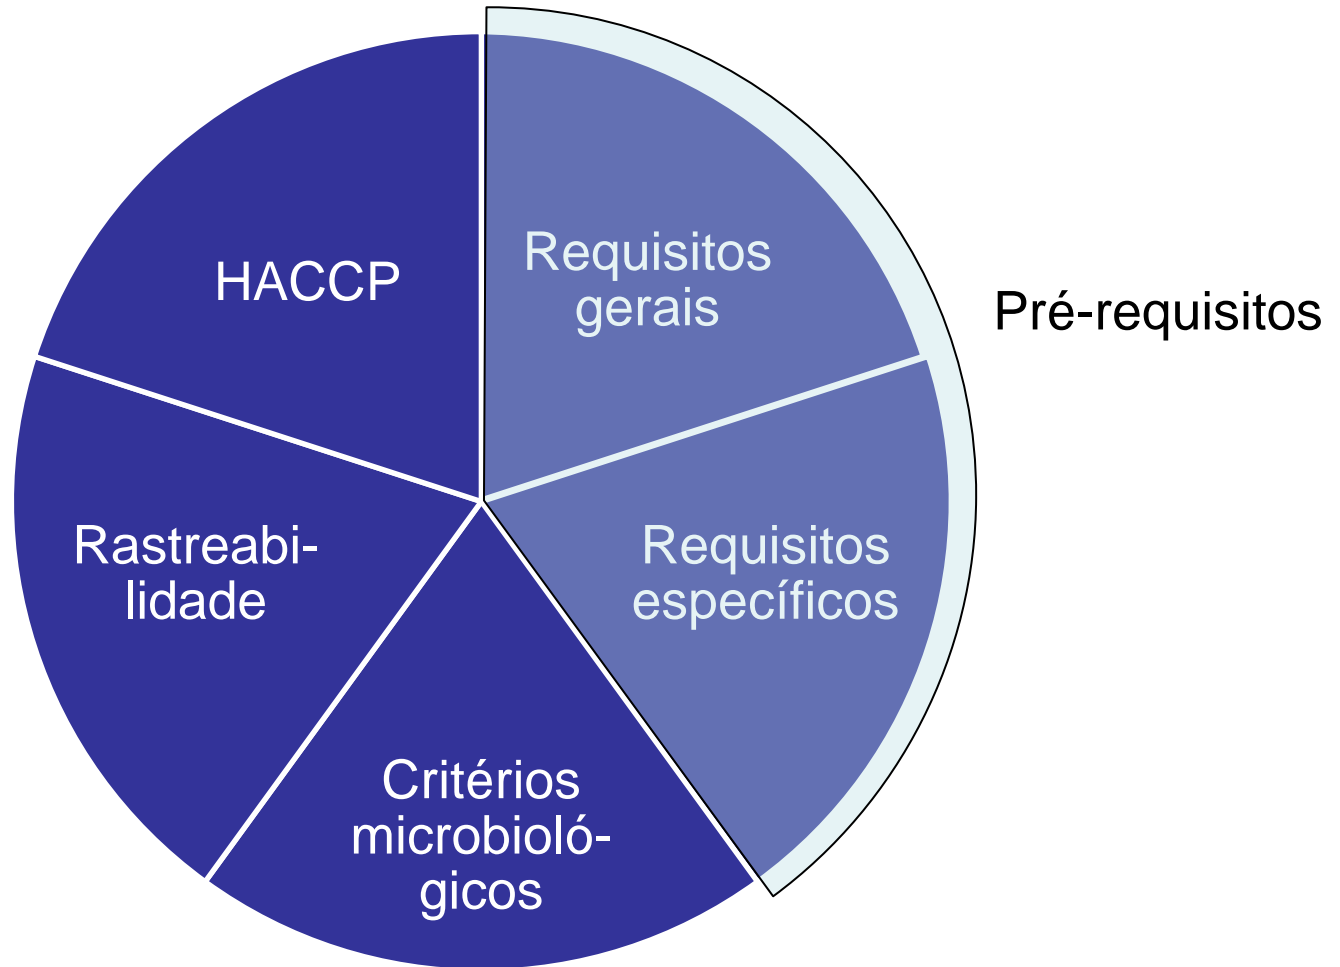 HACCP
Requisitos
gerais
Pré-requisitos
Rastreabi-
lidade
Requisitos
específicos
Critérios
microbioló-
gicos